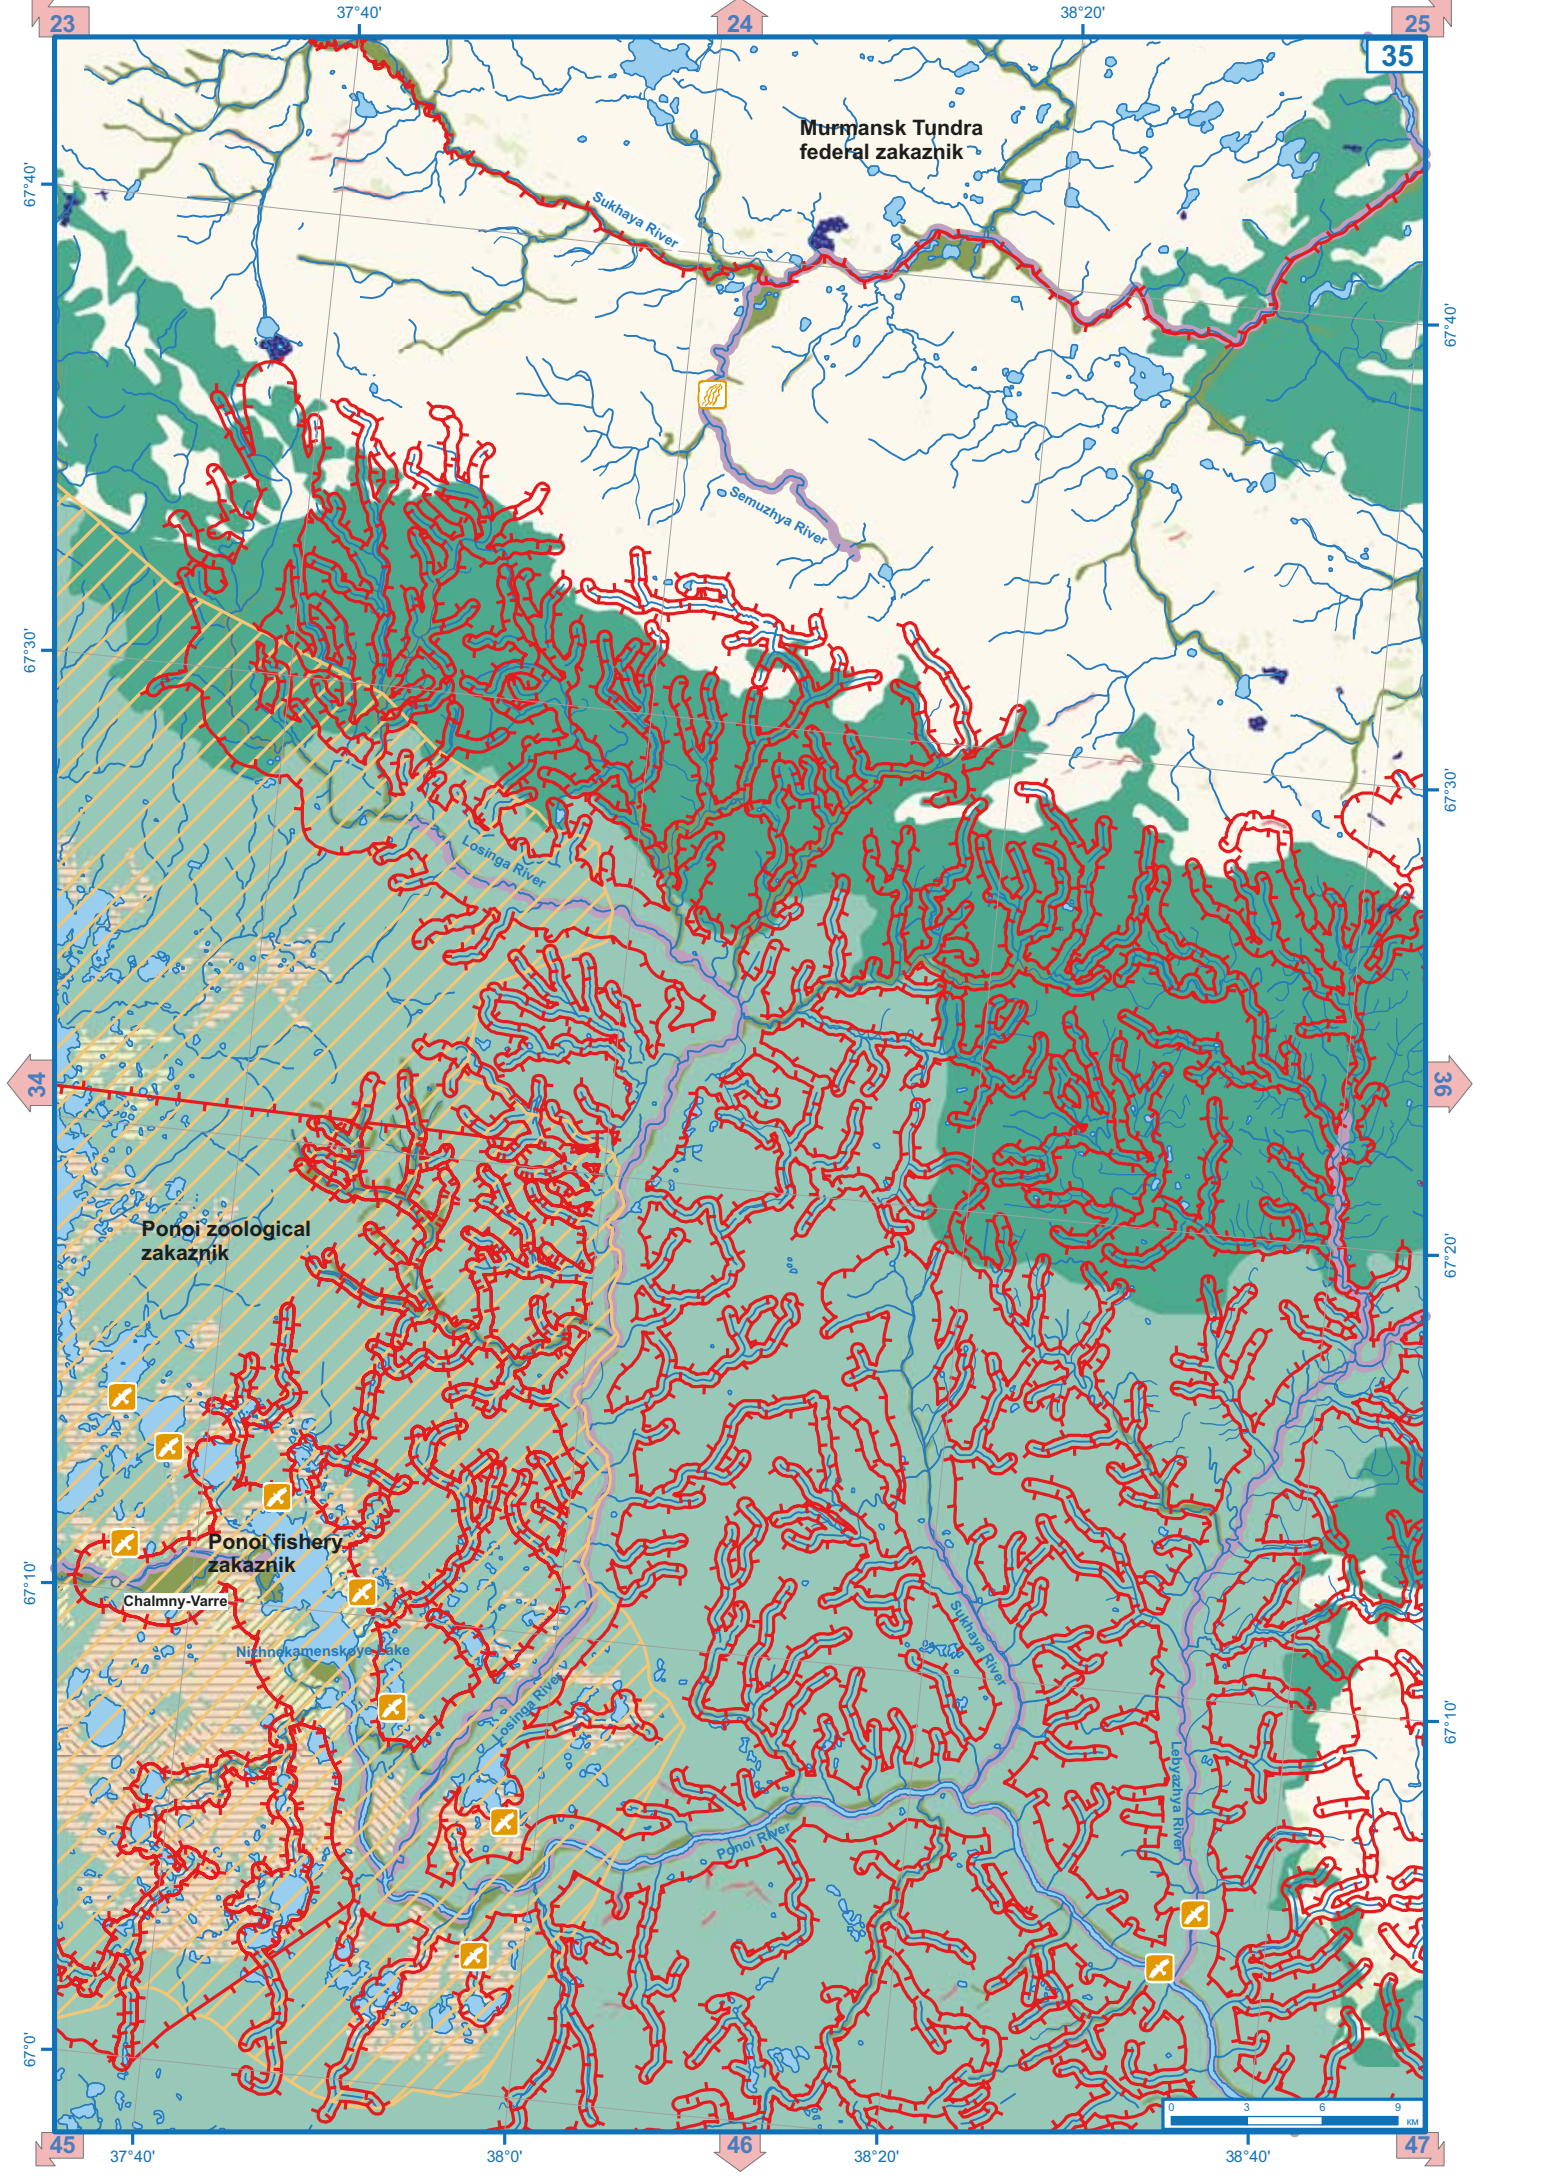 23
37°40'
24
38°20'
25
35
Murmansk Tundra
federal zakaznik
67°40'
Sukhaya River
67°40'
Semuzhya River
67°30'
67°30'
Losinga River
34
36
Ponoi zoological
zakaznik
67°20'
Ponoi fishery
zakaznik
67°10'
Chalmny-Varre
Nizhnekamenskoye Lake
Sukhaya River
Losinga River
67°10'
Lebyazhya River
Ponoi River
67°0'
0 3 6 9
км
45
37°40'
38°0'
46
38°20'
38°40'
47